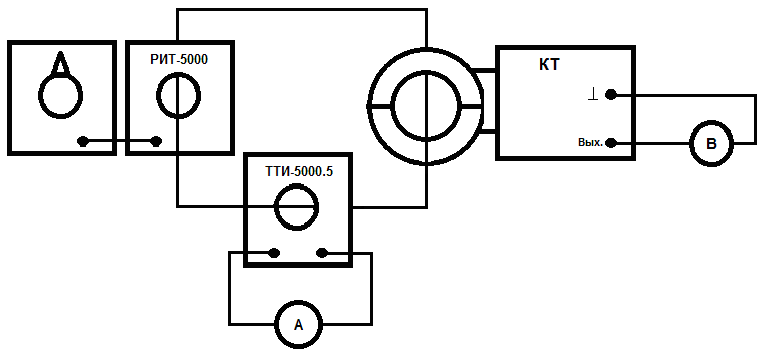 РИТ-5000
КТ
⊥
Вых.
В
ТТИ-5000.5
А